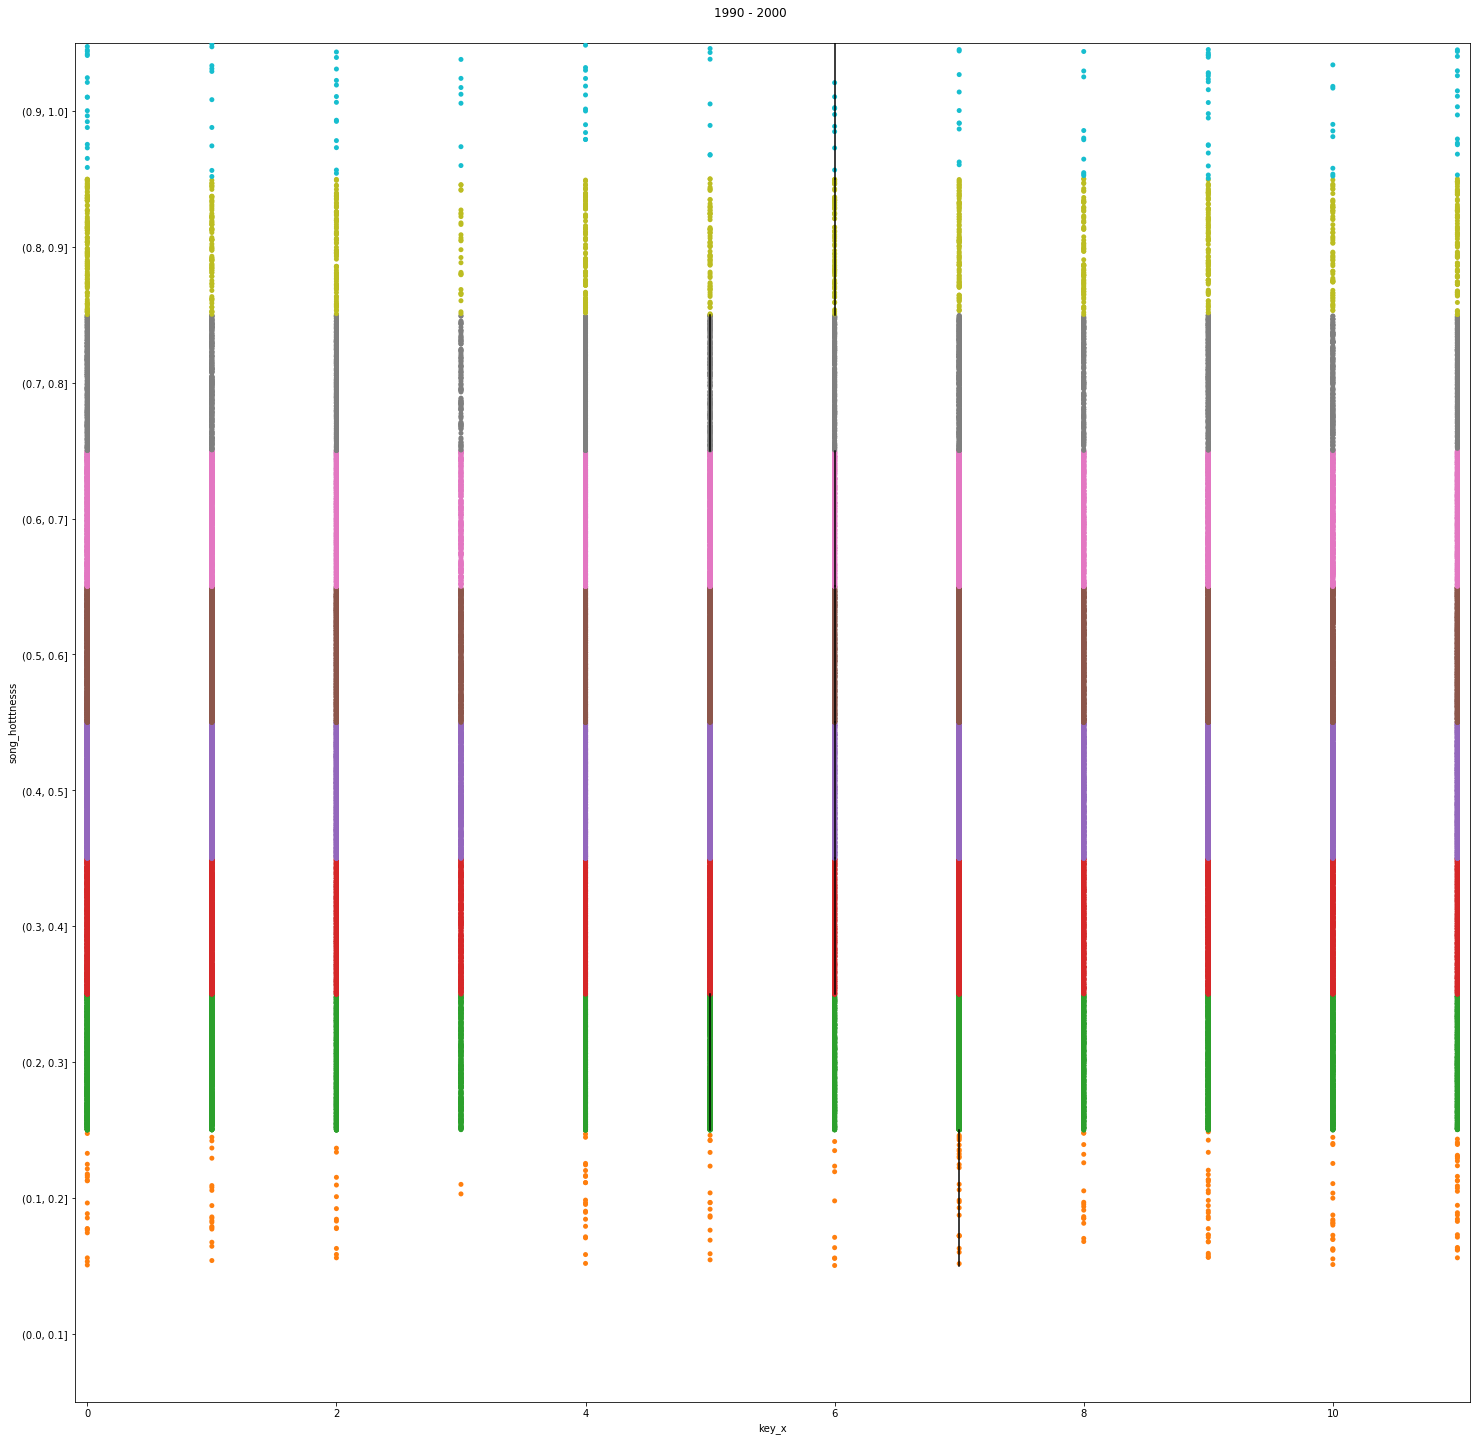 1990 - 2000
(0.9, 1.0]
(0.8, 0.9]
(0.7, 0.8]
(0.6, 0.7]
(0.5, 0.6]
song_hotttnesss
(0.4, 0.5]
(0.3, 0.4]
(0.2, 0.3]
(0.1, 0.2]
(0.0, 0.1]
0 2 4 6 8 10
key_x